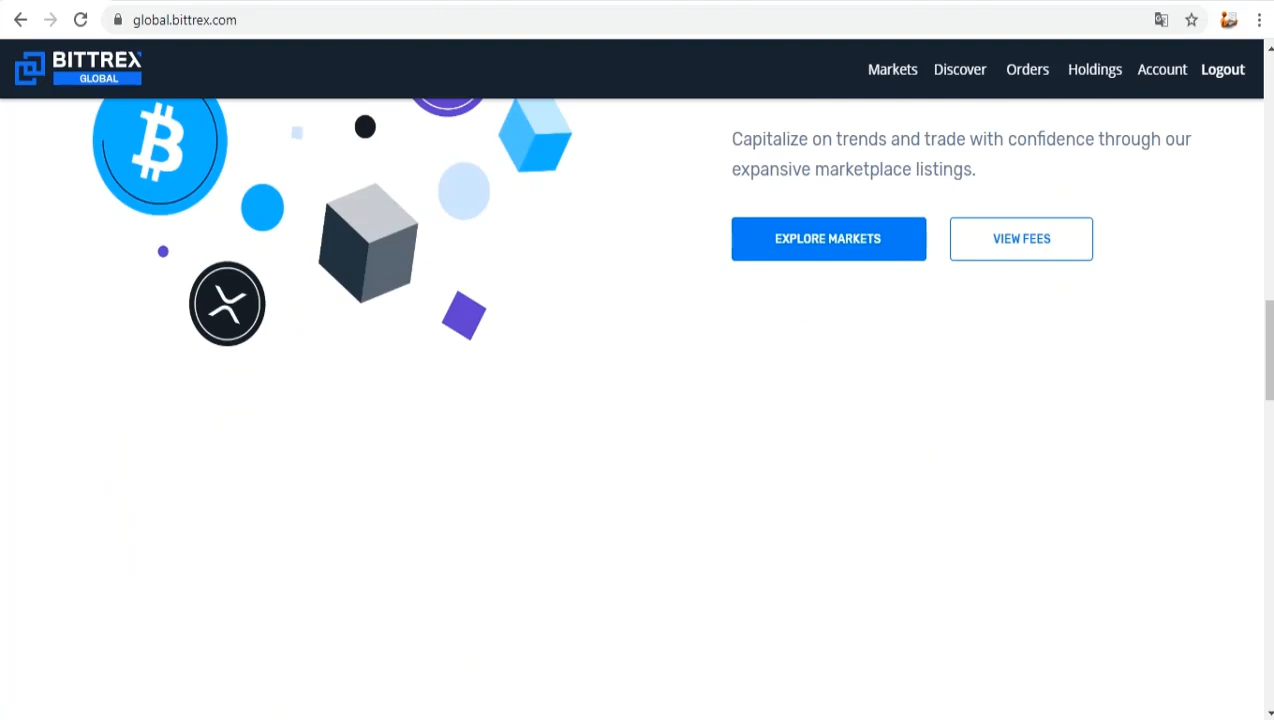 global.bittrex.com
BITTREX
GLOBAL
Markets Discover Orders Holdings Account Logout
Capitalize on trends and trade with confidence through our
expansive marketplace listings.
EXPLORE MARKETS VIEW FEES